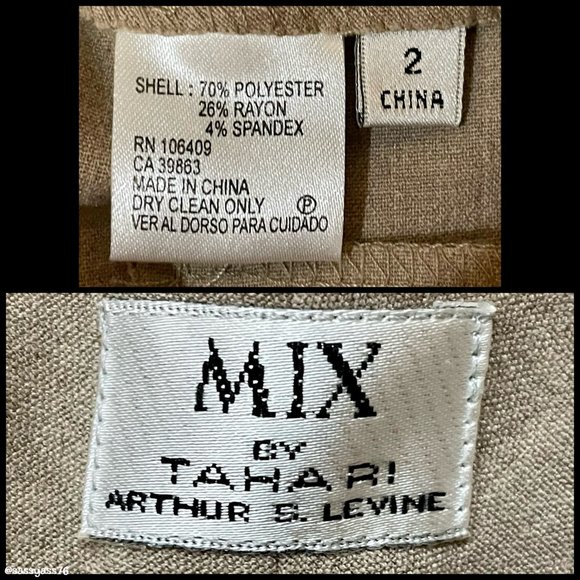 SHELL : 70% POLYESTER
26% RAYON
4% SPANDEX
RN 106409
CA 39863
MADE IN CHINA
DRY CLEAN ONLY Ⓟ
VER AL DORSO PARA CUIDADO
2
CHINA
MIX
BY
TAHARI
ARTHUR S. LEVINE
@sassyass76